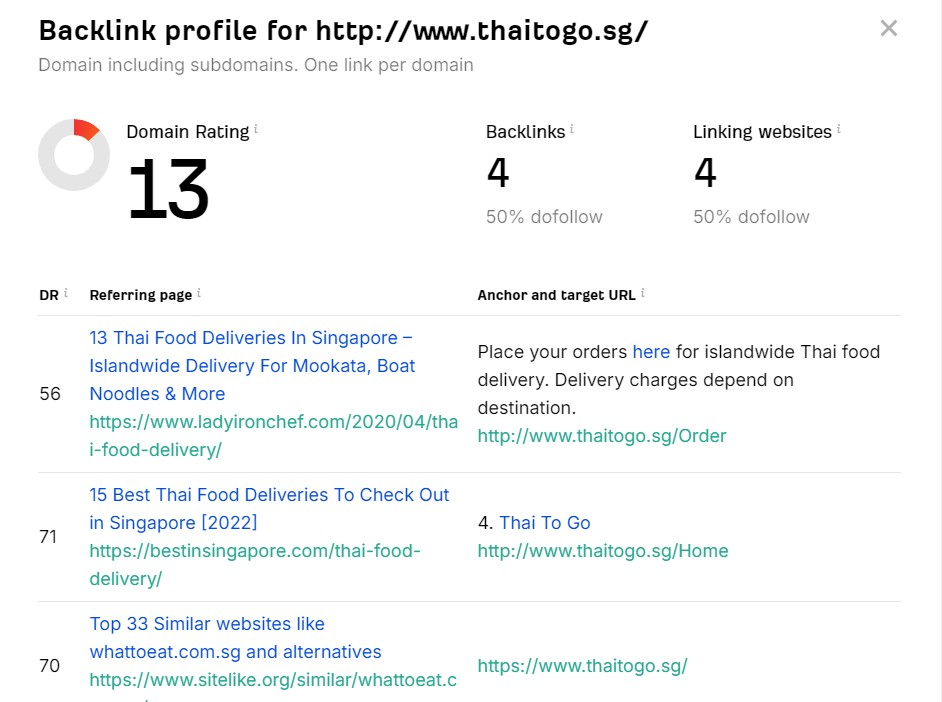 Backlink profile for http://www.thaitogo.sg/
Domain including subdomains. One link per domain
Domain Rating i
13
Backlinks i
4
50% dofollow
Linking websites i
4
50% dofollow
DR i
Referring page i
Anchor and target URL i
56
13 Thai Food Deliveries In Singapore –
Islandwide Delivery For Mookata, Boat
Noodles & More
https://www.ladyironchef.com/2020/04/tha
i-food-delivery/
Place your orders here for islandwide Thai food
delivery. Delivery charges depend on
destination.
http://www.thaitogo.sg/Order
71
15 Best Thai Food Deliveries To Check Out
in Singapore [2022]
https://bestinsingapore.com/thai-food-
delivery/
4. Thai To Go
http://www.thaitogo.sg/Home
70
Top 33 Similar websites like
whattoeat.com.sg and alternatives
https://www.sitelike.org/similar/whattoeat.c
https://www.thaitogo.sg/